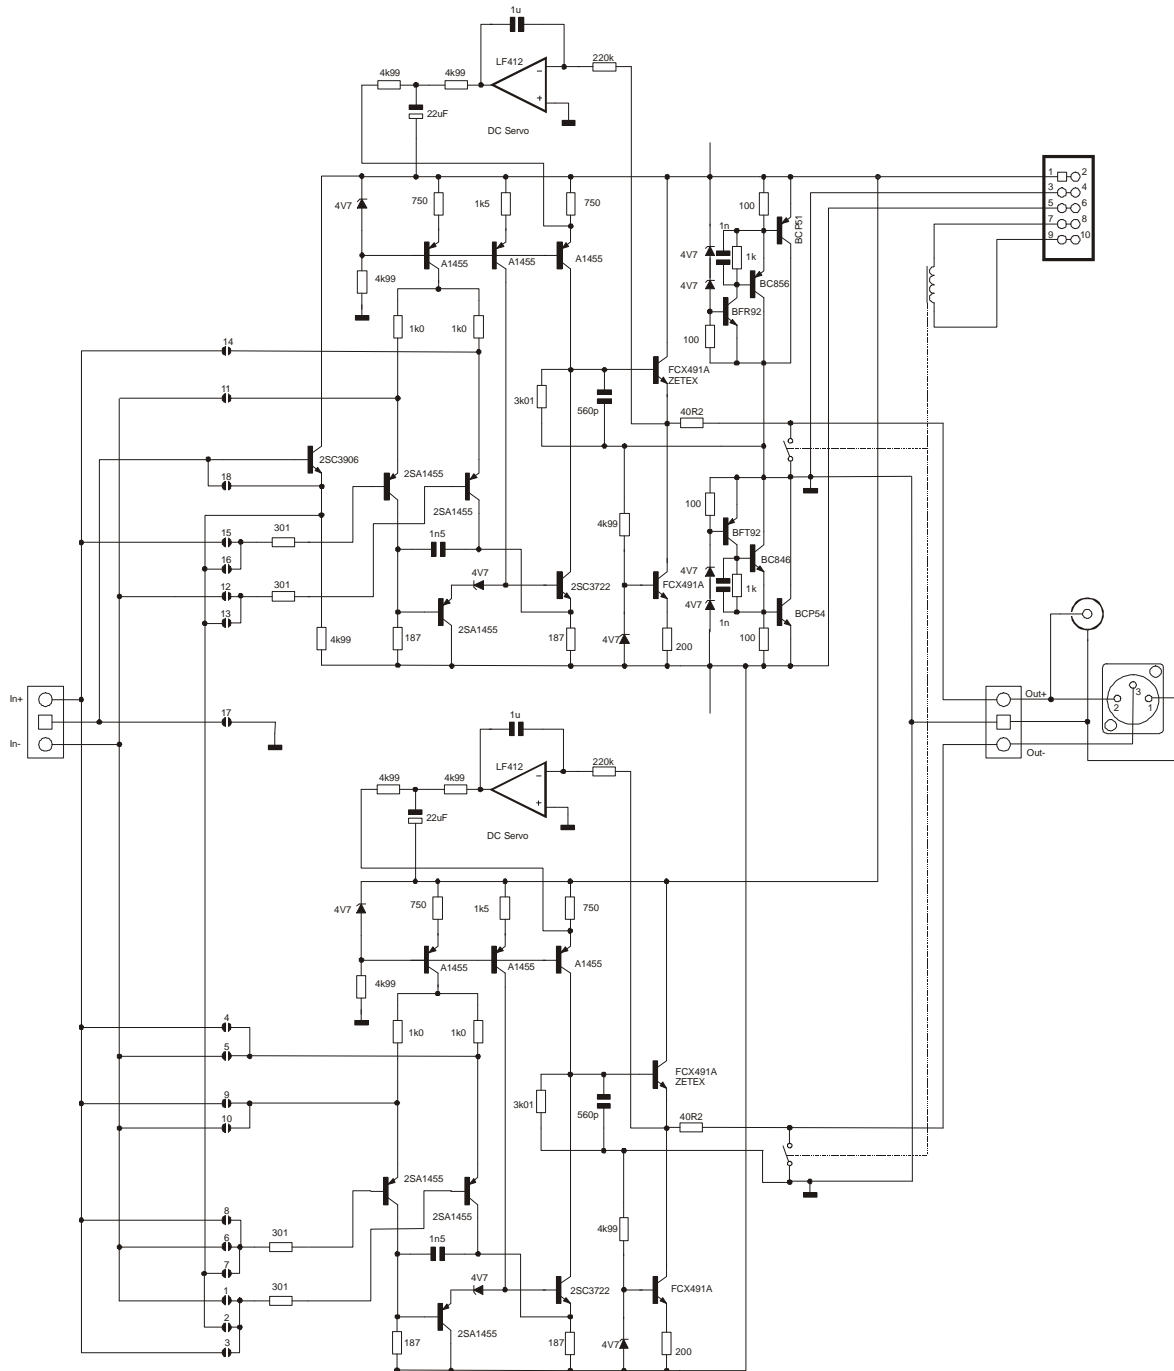 1u
LF412
220k
4k99
4k99
22uF
DC Servo
1
2
3
4
5
6
7
8
9
10
4V7
750
1k5
750
100
BCP51
1n
4V7
1k
A1455
A1455
A1455
4k99
4V7
BC856
BFR92
1k0
1k0
100
14
FCX491A
ZETEX
11
3k01
560p
40R2
2SC3906
2SA1455
18
2SA1455
100
15
301
1n5
4k99
BFT92
16
4V7
4V7
BC846
12
301
2SC3722
FCX491A
4V7
1k
13
1n
BCP54
4k99
187
2SA1455
187
4V7
200
100
In+
17
In-
Out+
3
2
1
Out-
1u
LF412
220k
4k99
4k99
22uF
DC Servo
4V7
750
1k5
750
A1455
A1455
A1455
4k99
4
1k0
1k0
5
FCX491A
ZETEX
9
3k01
560p
40R2
10
2SA1455
8
2SA1455
6
301
1n5
4k99
7
4V7
1
301
2SC3722
FCX491A
2
2SA1455
3
187
187
4V7
200